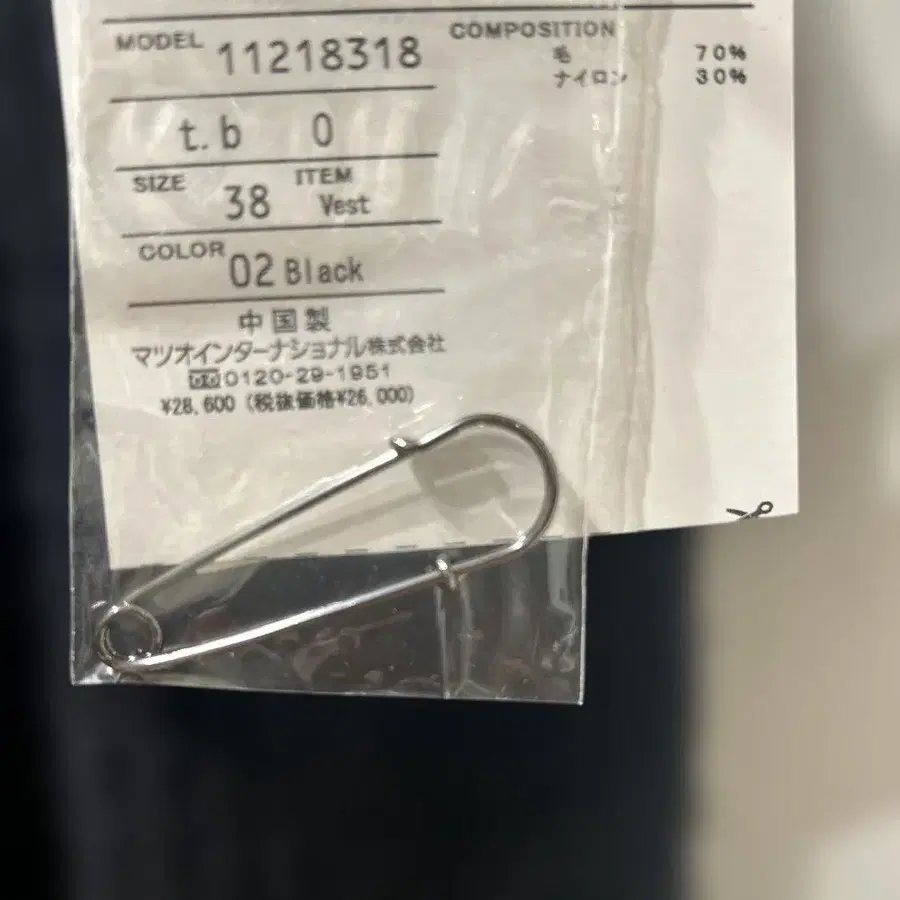 MODEL 11218318
t.b 0
SIZE 38 ITEM Vest
COLOR 02 Black
中国製
マツオインターナショナル株式会社
0120-29-1951
¥28,600 (税抜価格¥26,000)
COMPOSITION
毛 70%
ナイロン 30%